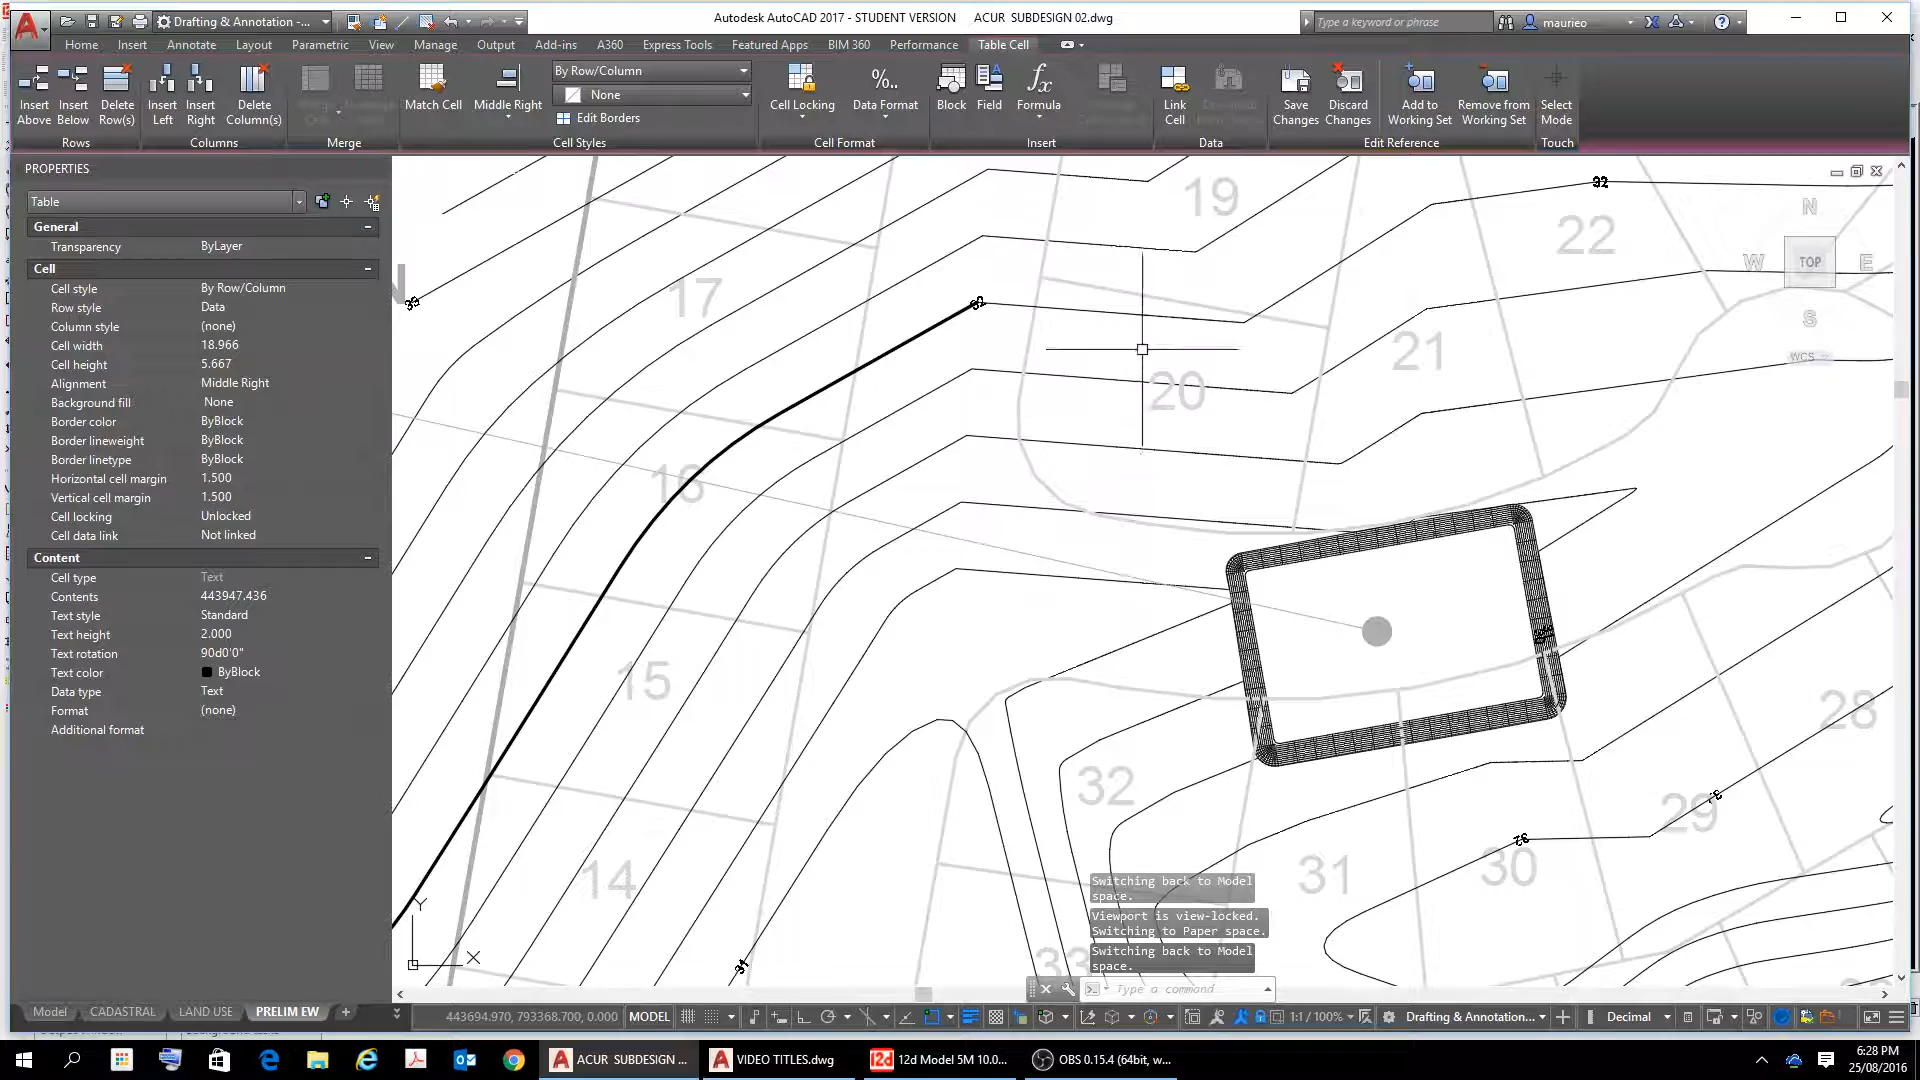 Drafting & Annotation -...
Autodesk AutoCAD 2017 - STUDENT VERSION
ACUR SUBDESIGN 02.dwg
Type a keyword or phrase
maurieo
Home
Insert
Annotate
Layout
Parametric
View
Manage
Output
Add-ins
A360
Express Tools
Featured Apps
BIM 360
Performance
Table Cell
Insert Above
Insert Below
Delete Row(s)
Insert Left
Insert Right
Delete Column(s)
Match Cell
Middle Right
By Row/Column
None
Edit Borders
Cell Locking
Data Format
Block
Field
Formula
Link Cell
Save Changes
Discard Changes
Add to Working Set
Remove from Working Set
Select Mode
Rows
Columns
Merge
Cell Styles
Cell Format
Insert
Data
Edit Reference
Touch
PROPERTIES
Table
General
Transparency ByLayer
Cell
Cell style By Row/Column
Row style Data
Column style (none)
Cell width 18.966
Cell height 5.667
Alignment Middle Right
Background fill None
Border color ByBlock
Border lineweight ByBlock
Border linetype ByBlock
Horizontal cell margin 1.500
Vertical cell margin 1.500
Cell locking Unlocked
Cell data link Not linked
Content
Cell type Text
Contents 443947.436
Text style Standard
Text height 2.000
Text rotation 90d0'0"
Text color ByBlock
Data type Text
Format (none)
Additional format
19
32
22
N
W TOP E
S
WCS
17
33
32
21
20
16
15
28
32
31
29
32
14
31
30
33
31
Y
X
Switching back to Model
space.
Viewport is view-locked.
Switching to Paper space.
Switching back to Model
space.
Type a command
Model
CADASTRAL
LAND USE
PRELIM EW
443694.970, 793368.700, 0.000
MODEL
1:1 / 100%
Drafting & Annotation...
Decimal
ACUR SUBDESIGN ...
VIDEO TITLES.dwg
12d Model 5M 10.0...
OBS 0.15.4 (64bit, w...
6:28 PM
25/08/2016